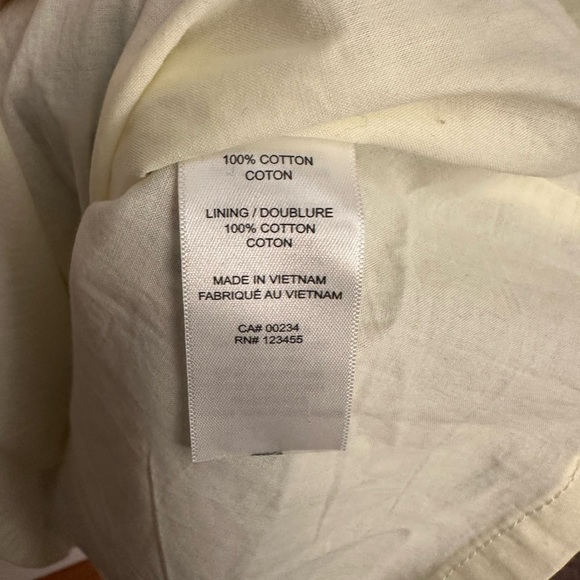 100% COTTON
COTON
LINING / DOUBLURE
100% COTTON
COTON
MADE IN VIETNAM
FABRIQUÉ AU VIETNAM
CA# 00234
RN# 123455